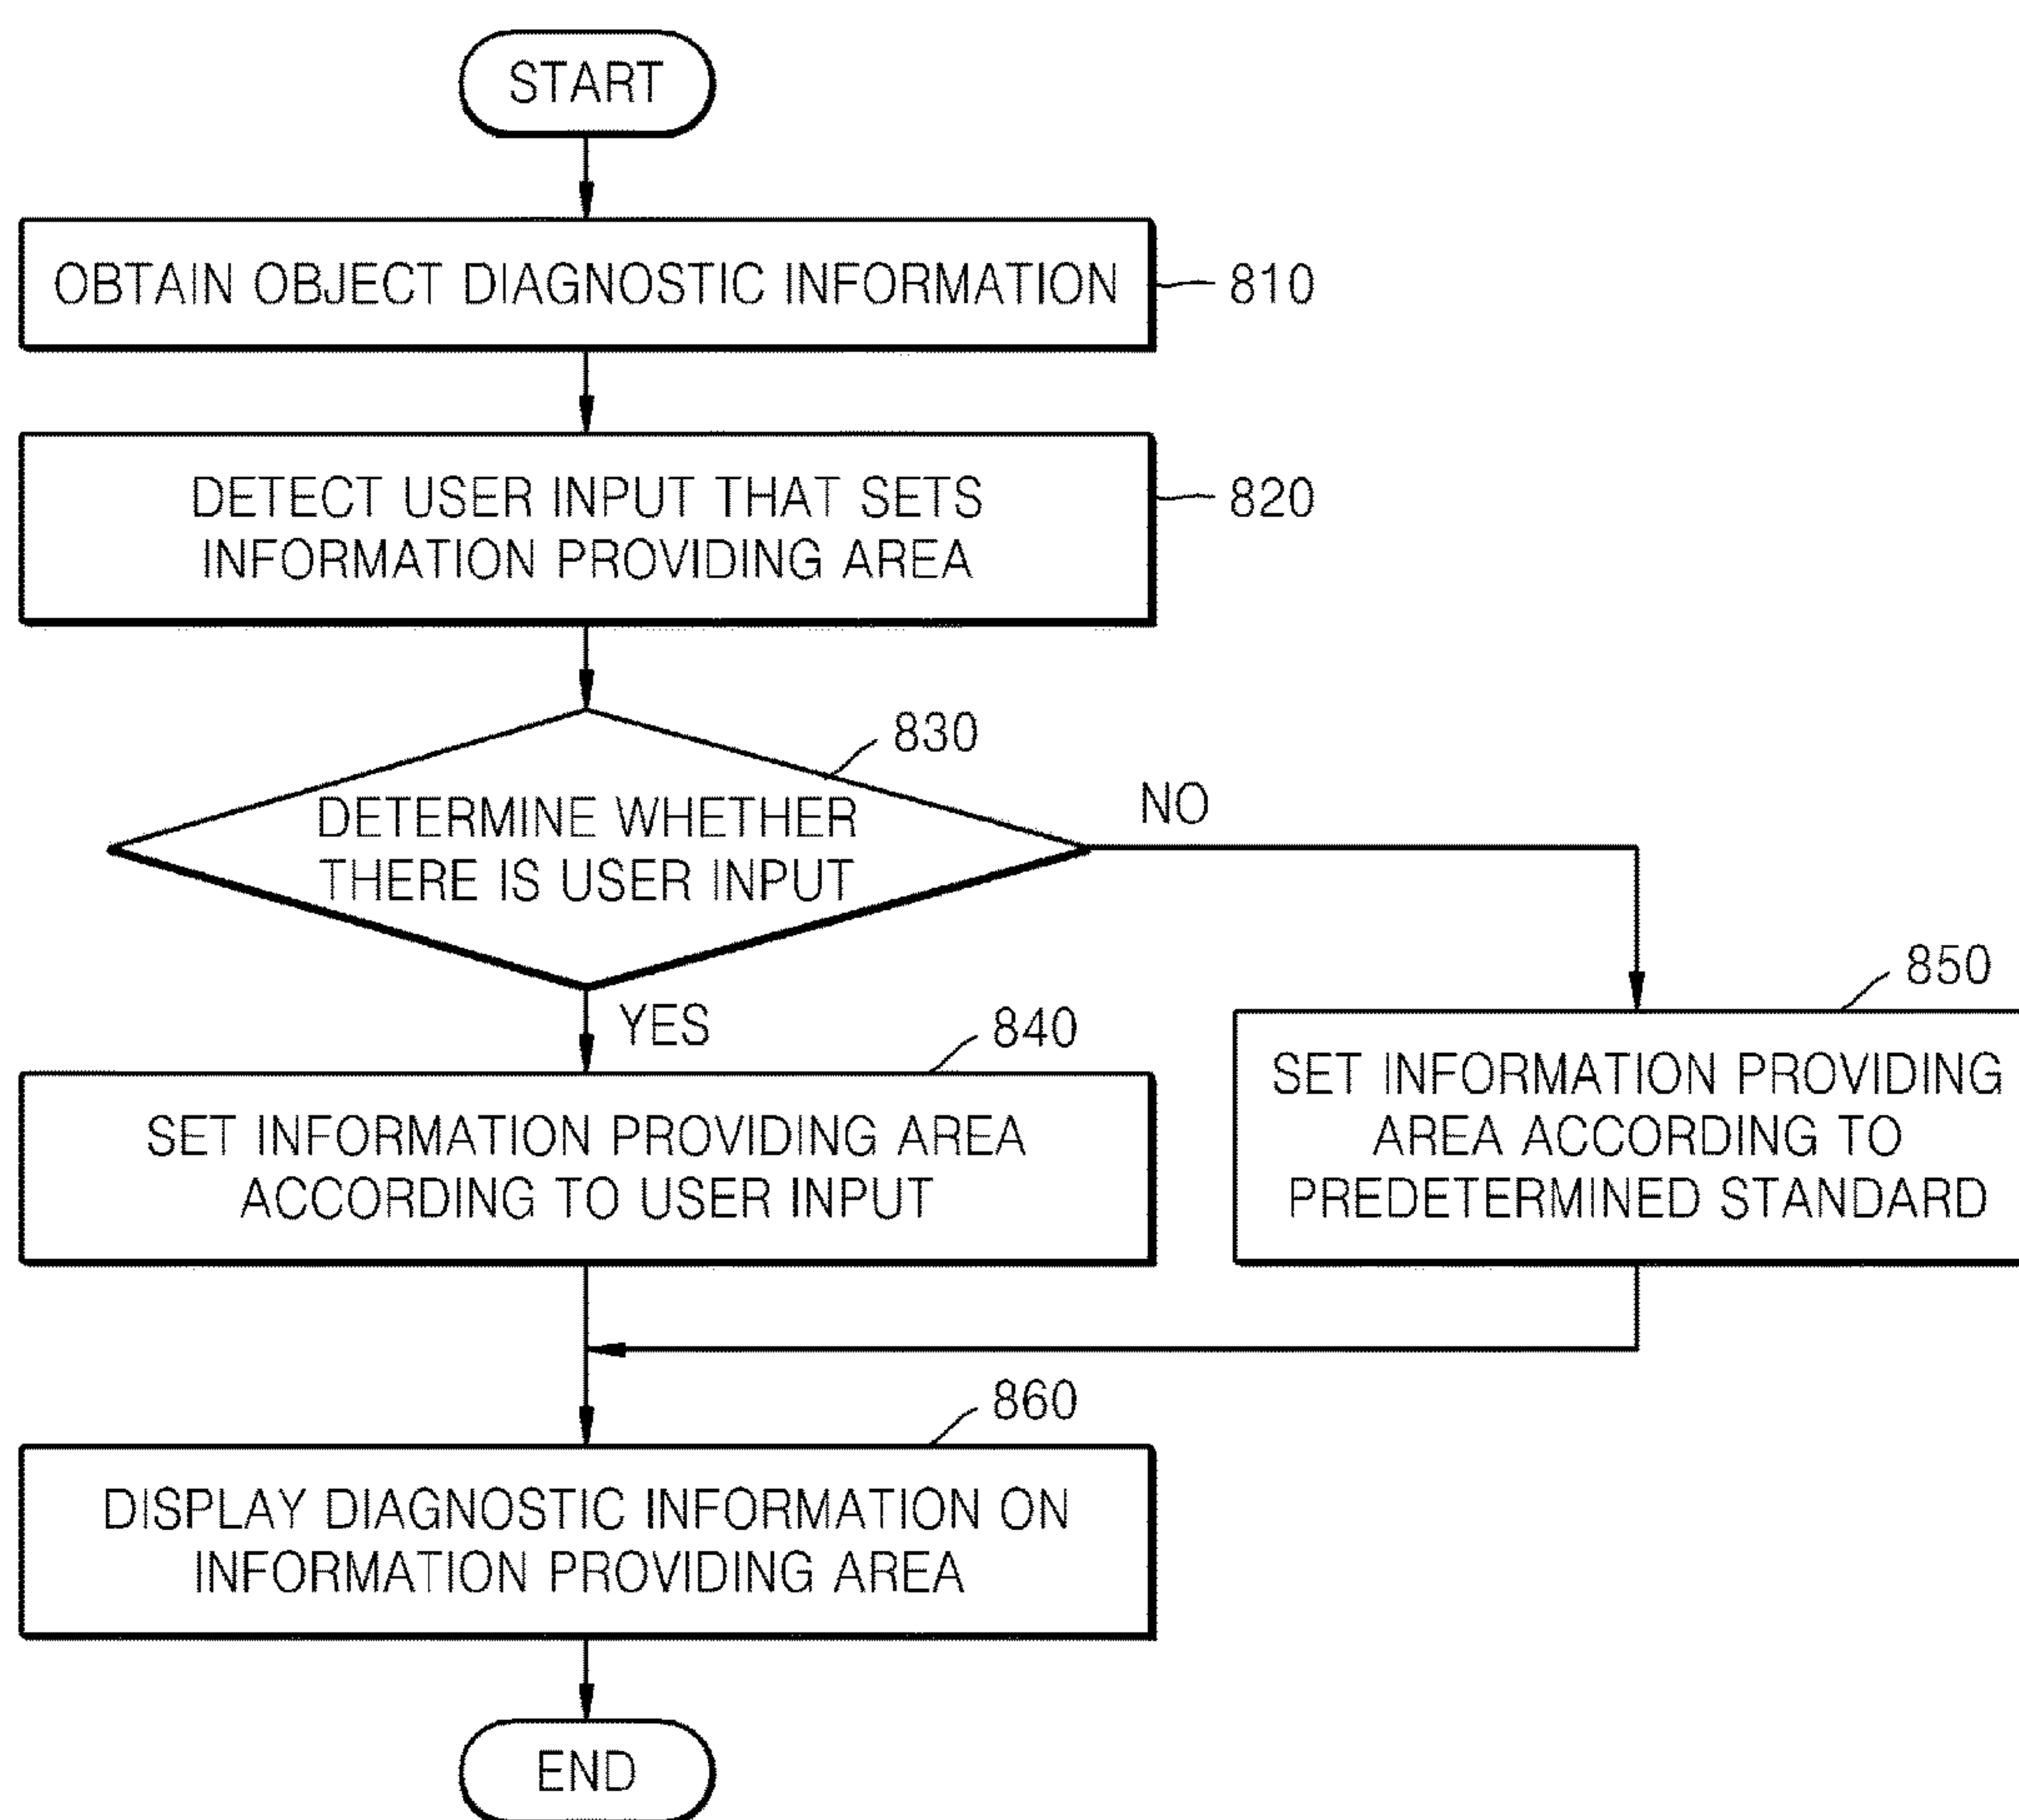 START
OBTAIN OBJECT DIAGNOSTIC INFORMATION
810
DETECT USER INPUT THAT SETS
INFORMATION PROVIDING AREA
820
830
DETERMINE WHETHER
THERE IS USER INPUT
NO
YES
840
SET INFORMATION PROVIDING AREA
ACCORDING TO USER INPUT
850
SET INFORMATION PROVIDING
AREA ACCORDING TO
PREDETERMINED STANDARD
860
DISPLAY DIAGNOSTIC INFORMATION ON
INFORMATION PROVIDING AREA
END